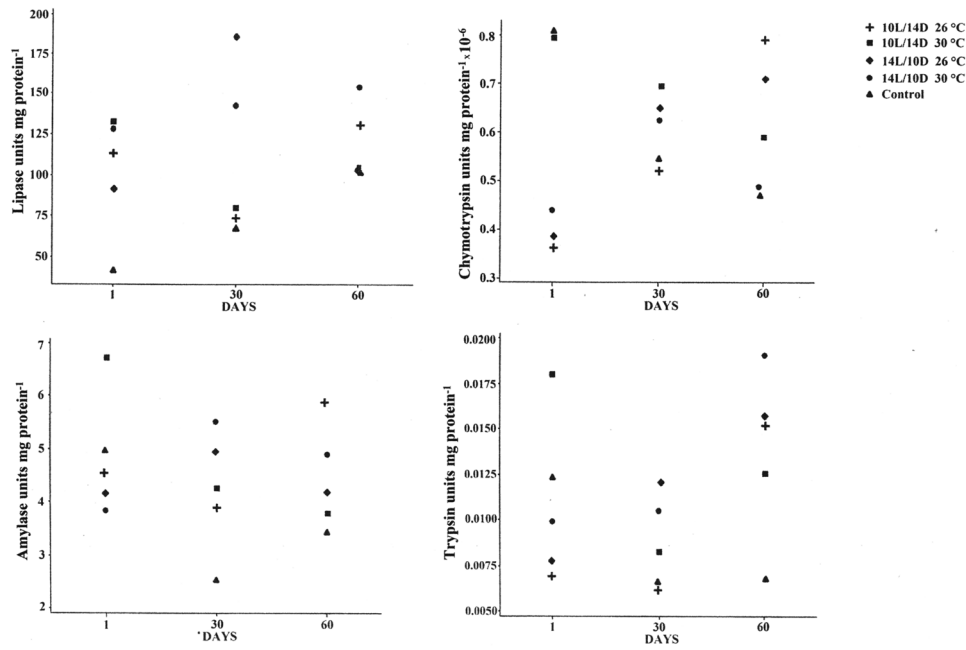 200
175
150
125
100
75
50
Lipase units mg protein-1
1
30
60
DAYS
0.8
0.7
0.6
0.5
0.4
0.3
Chymotrypsin units mg protein-1 x10-6
1
30
60
DAYS
10L/14D 26 °C
10L/14D 30 °C
14L/10D 26 °C
14L/10D 30 °C
Control
7
6
5
4
3
2
Amylase units mg protein-1
1
30
60
DAYS
0.0200
0.0175
0.0150
0.0125
0.0100
0.0075
0.0050
Trypsin units mg protein-1
1
30
60
DAYS